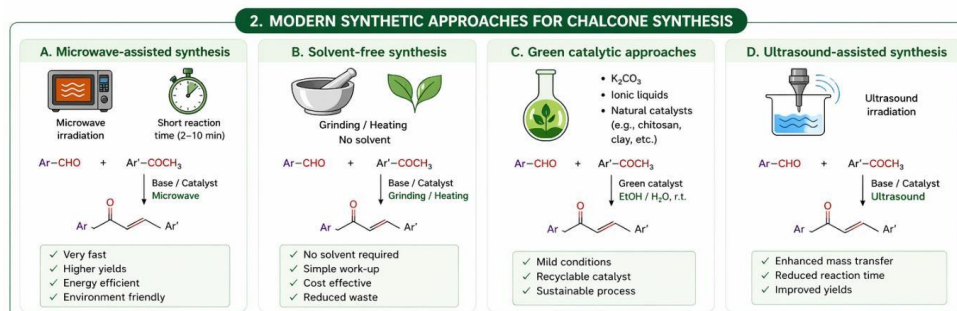 2. MODERN SYNTHETIC APPROACHES FOR CHALCONE SYNTHESIS
A. Microwave-assisted synthesis
Microwave
irradiation
Short reaction
time (2–10 min)
Ar–CHO + Ar'–COCH₃
Base / Catalyst
Microwave
O
Ar Ar'
✓ Very fast
✓ Higher yields
✓ Energy efficient
✓ Environment friendly
B. Solvent-free synthesis
Grinding / Heating
No solvent
Ar–CHO + Ar'–COCH₃
Base / Catalyst
Grinding / Heating
O
Ar Ar'
✓ No solvent required
✓ Simple work-up
✓ Cost effective
✓ Reduced waste
C. Green catalytic approaches
• K₂CO₃
• Ionic liquids
• Natural catalysts
(e.g., chitosan,
clay, etc.)
Ar–CHO + Ar'–COCH₃
Green catalyst
EtOH / H₂O, r.t.
O
Ar Ar'
✓ Mild conditions
✓ Recyclable catalyst
✓ Sustainable process
D. Ultrasound-assisted synthesis
Ultrasound
irradiation
Ar–CHO + Ar'–COCH₃
Base / Catalyst
Ultrasound
O
Ar Ar'
✓ Enhanced mass transfer
✓ Reduced reaction time
✓ Improved yields